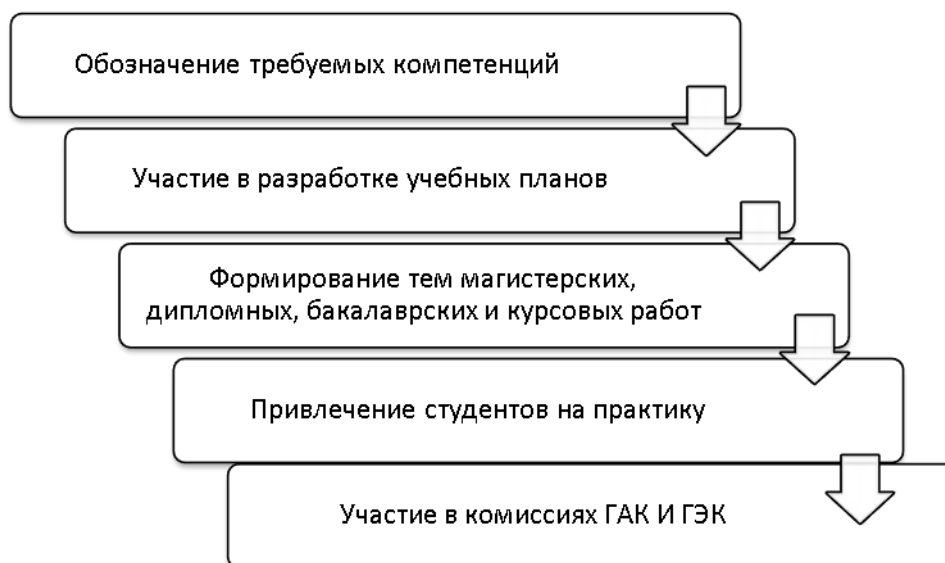 Обозначение требуемых компетенций
Участие в разработке учебных планов
Формирование тем магистерских,
дипломных, бакалаврских и курсовых работ
Привлечение студентов на практику
Участие в комиссиях ГАК И ГЭК